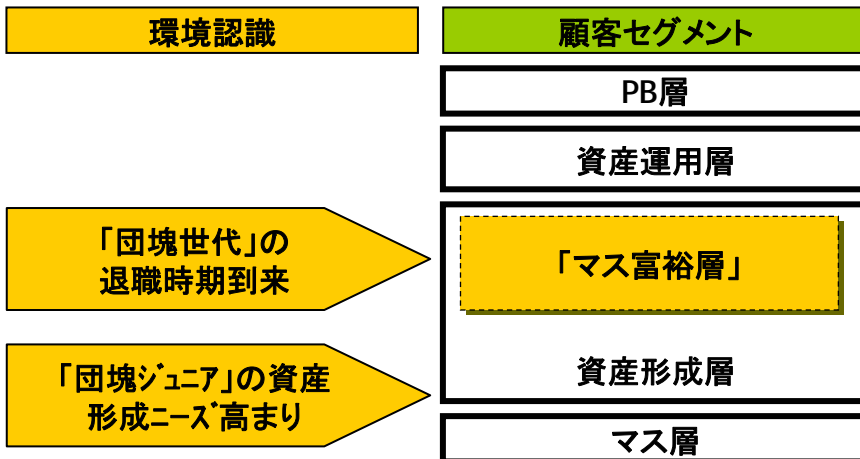 環境認識
顧客セグメント
PB層
資産運用層
「団塊世代」の
退職時期到来
「マス富裕層」
「団塊ｼﾞｭﾆｱ」の資産
形成ﾆｰｽﾞ高まり
資産形成層
マス層